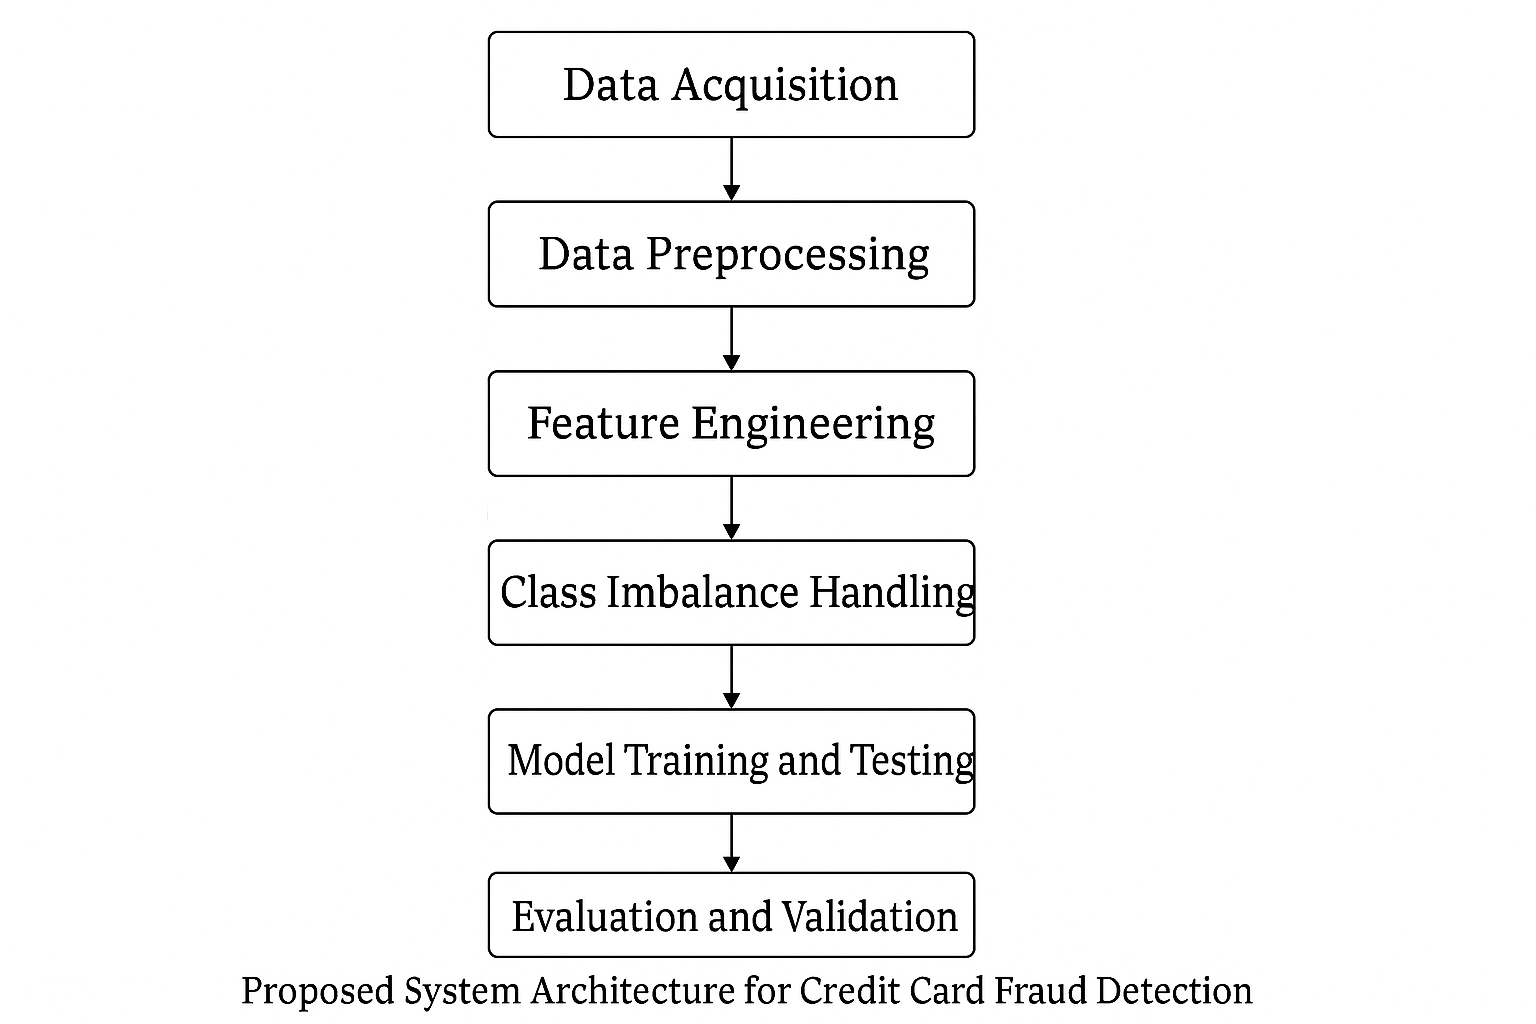 Data Acquisition
Data Preprocessing
Feature Engineering
Class Imbalance Handling
Model Training and Testing
Evaluation and Validation
Proposed System Architecture for Credit Card Fraud Detection